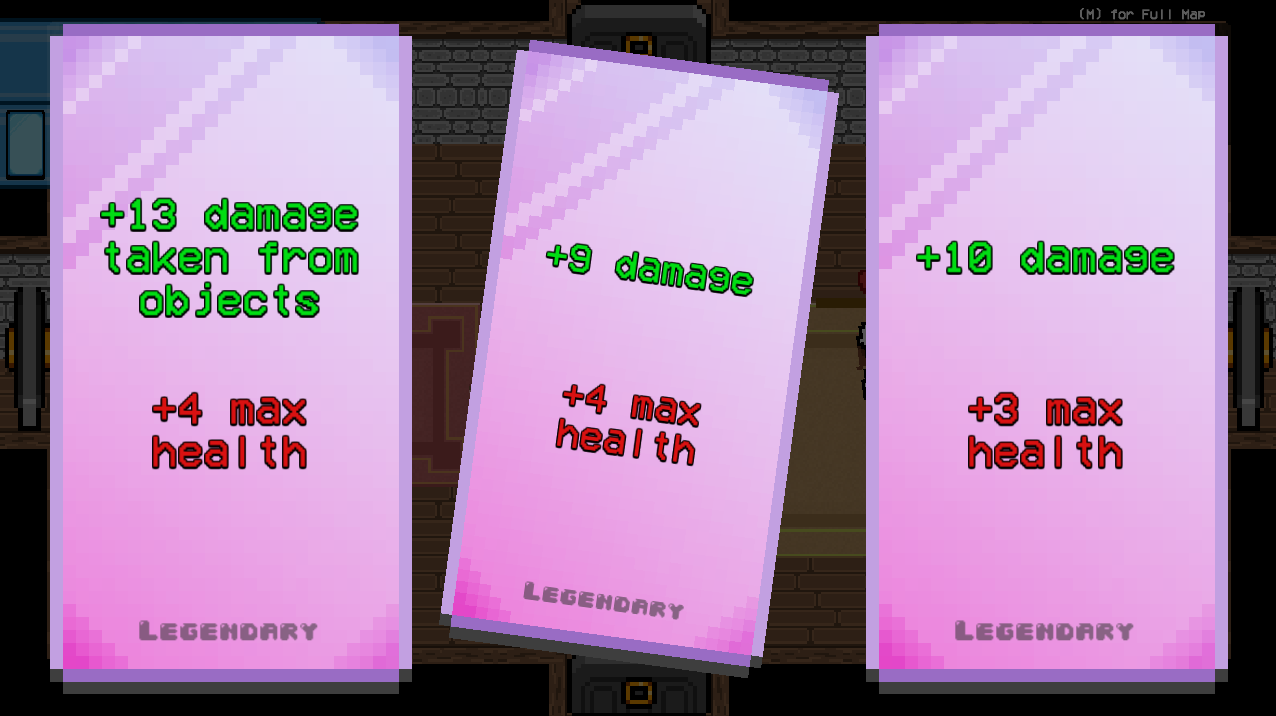 (M) for Full Map
+13 damage
taken from
objects
+4 max
health
LEGENDARY
+9 damage
+4 max
health
LEGENDARY
+10 damage
+3 max
health
LEGENDARY